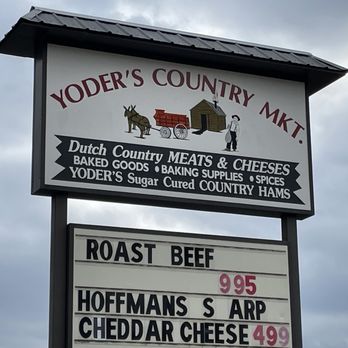 YODER'S COUNTRY MKT.
Dutch Country MEATS & CHEESES
BAKED GOODS • BAKING SUPPLIES • SPICES
YODER'S Sugar Cured COUNTRY HAMS
ROAST BEEF
995
HOFFMANS S ARP
CHEDDAR CHEESE 499